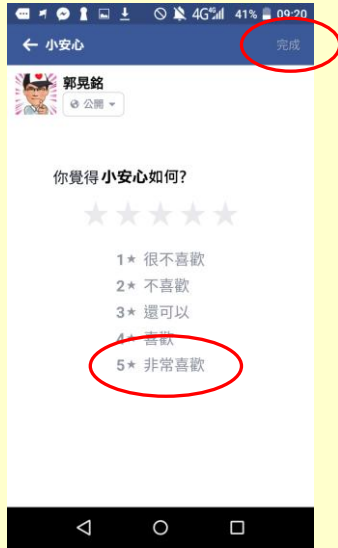 4G 41% 09:20
← 小安心 完成
郭晃銘
公開
你覺得 小安心如何?
1★ 很不喜歡
2★ 不喜歡
3★ 還可以
4★ 喜歡
5★ 非常喜歡